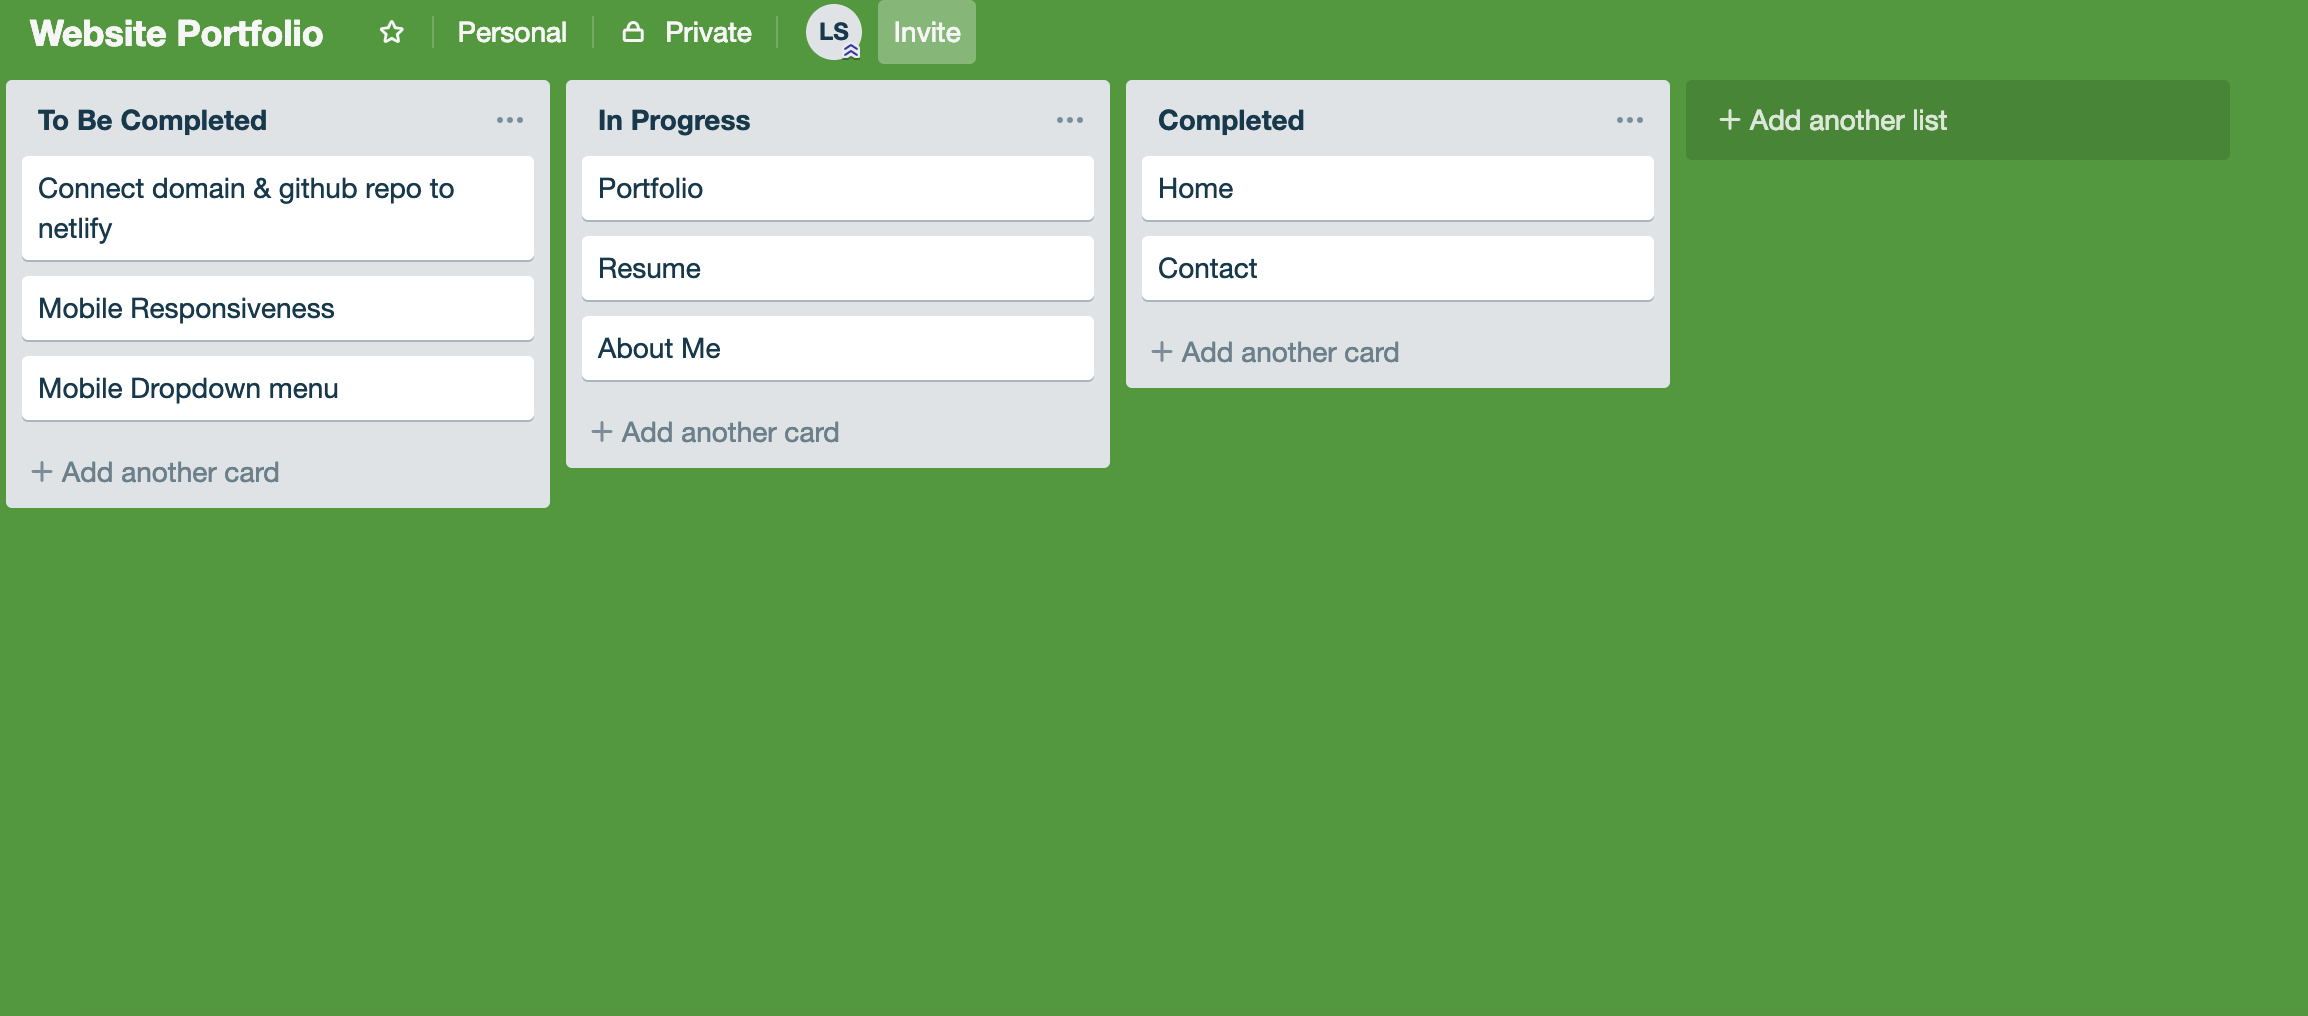 Website Portfolio
Personal
Private
LS
Invite
To Be Completed
Connect domain & github repo to
netlify
Mobile Responsiveness
Mobile Dropdown menu
+ Add another card
In Progress
Portfolio
Resume
About Me
+ Add another card
Completed
Home
Contact
+ Add another card
+ Add another list